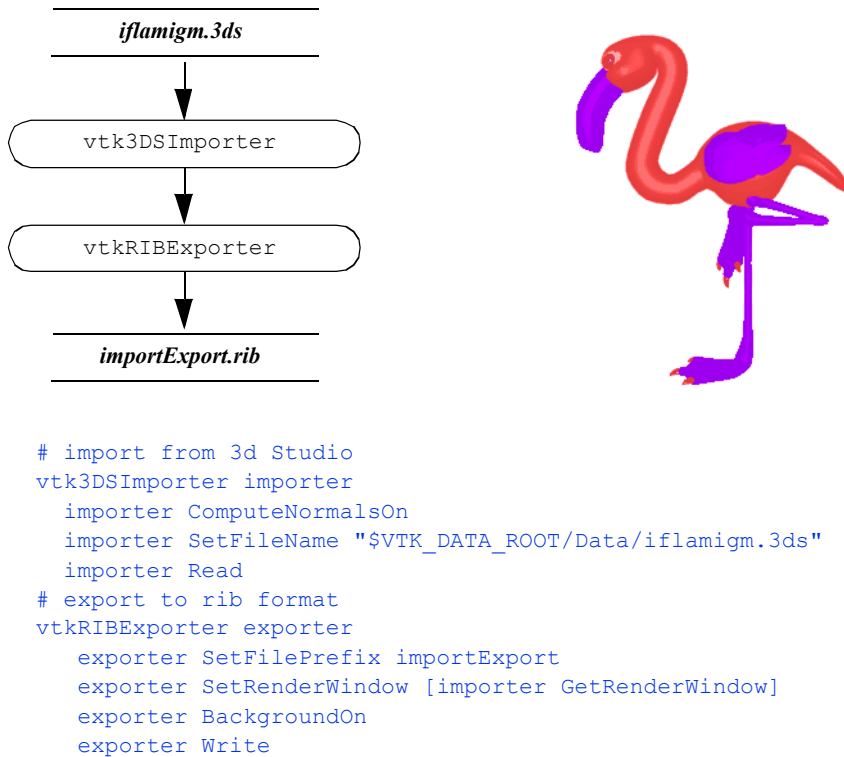 iflamigm.3ds
vtk3DSImporter
vtkRIBExporter
importExport.rib
# import from 3d Studio
vtk3DSImporter importer
  importer ComputeNormalsOn
  importer SetFileName "$VTK_DATA_ROOT/Data/iflamigm.3ds"
  importer Read
# export to rib format
vtkRIBExporter exporter
   exporter SetFilePrefix importExport
   exporter SetRenderWindow [importer GetRenderWindow]
   exporter BackgroundOn
   exporter Write